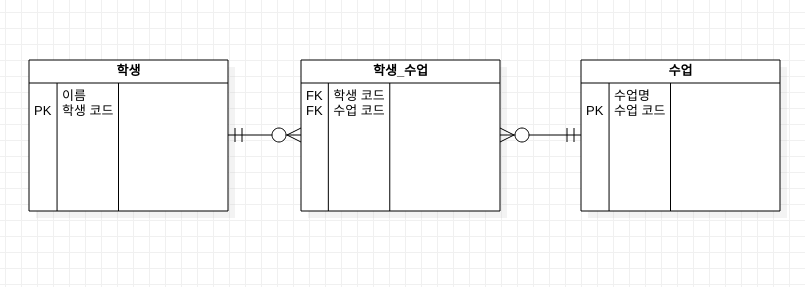 학생
이름
PK 학생 코드
학생_수업
FK 학생 코드
FK 수업 코드
수업
수업명
PK 수업 코드